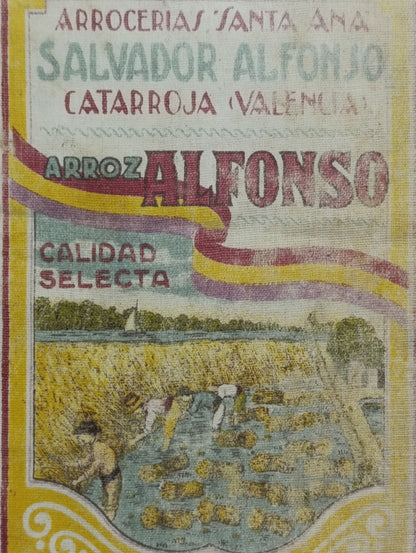 ARROCERIAS SANTA ANA
SALVADOR ALFONSO
CATARROJA (VALENCIA)
ARROZ ALFONSO
CALIDAD
SELECTA